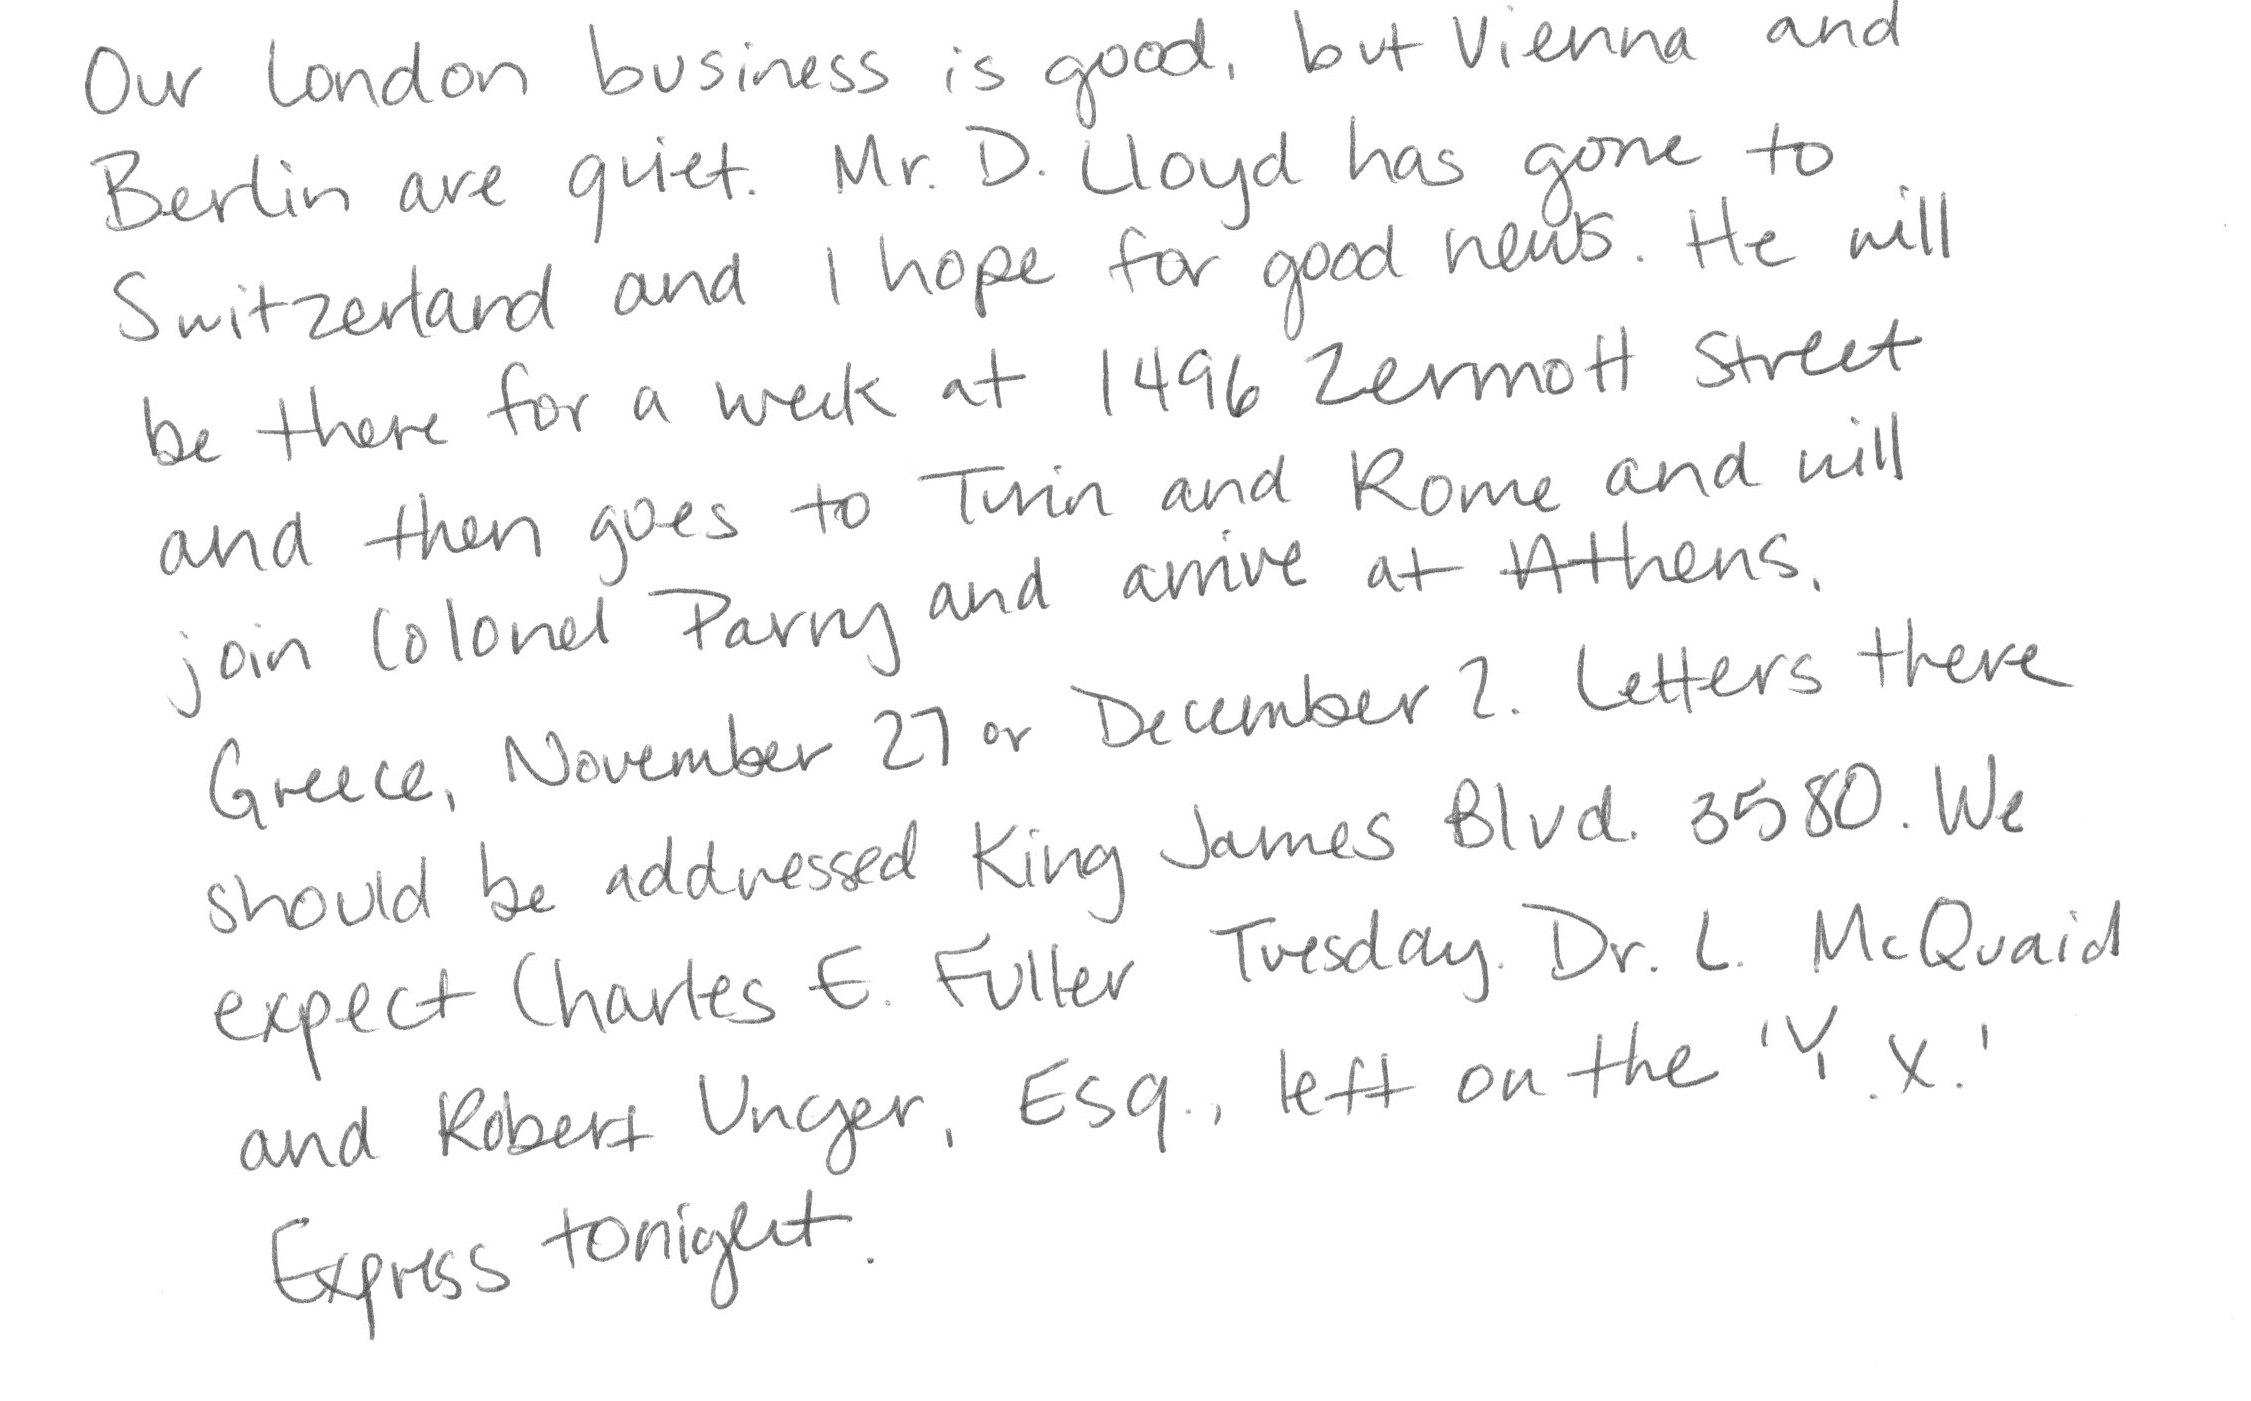 Our London business is good, but Vienna and
Berlin are quiet. Mr. D. Lloyd has gone to
Switzerland and I hope for good news. He will
be there for a week at 1496 Zermott Street
and then goes to Turin and Rome and will
join Colonel Parry and arrive at Athens,
Greece, November 27 or December 2. Letters there
should be addressed King James Blvd. 3580. We
expect Charles E. Fuller Tuesday. Dr. L. McQuaid
and Robert Unger, Esq., left on the 'Y.X.'
Express tonight.